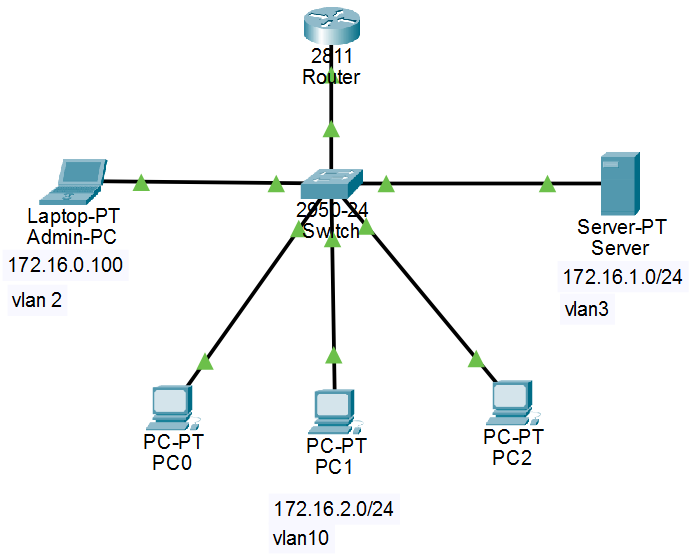 2811
Router
Laptop-PT
Admin-PC
172.16.0.100
vlan 2
2950-24
Switch
Server-PT
Server
172.16.1.0/24
vlan3
PC-PT
PC0
PC-PT
PC1
PC-PT
PC2
172.16.2.0/24
vlan10